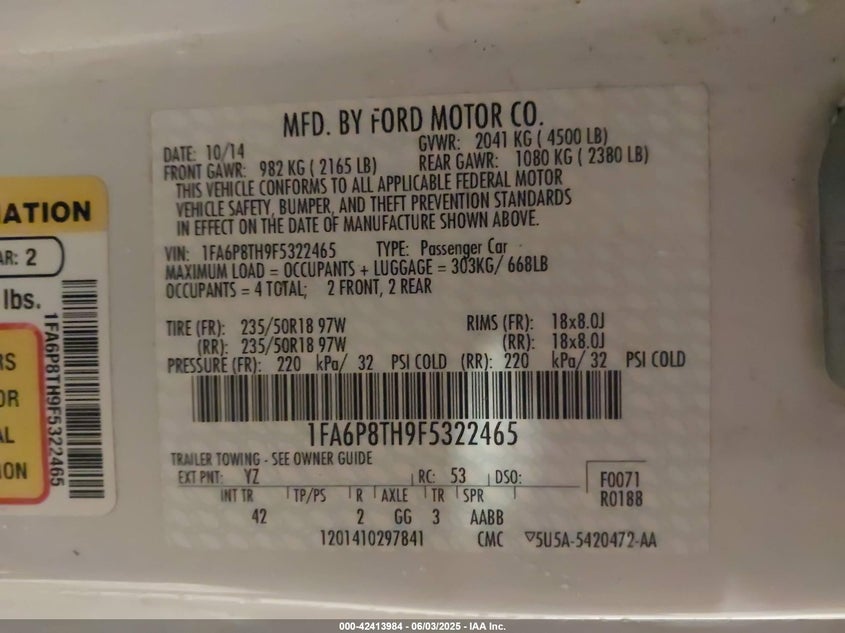 MFD. BY FORD MOTOR CO.
DATE: 10/14 GVWR: 2041 KG ( 4500 LB)
FRONT GAWR: 982 KG ( 2165 LB) REAR GAWR: 1080 KG ( 2380 LB)
THIS VEHICLE CONFORMS TO ALL APPLICABLE FEDERAL MOTOR
VEHICLE SAFETY, BUMPER, AND THEFT PREVENTION STANDARDS
IN EFFECT ON THE DATE OF MANUFACTURE SHOWN ABOVE.
VIN: 1FA6P8TH9F5322465 TYPE: Passenger Car
MAXIMUM LOAD = OCCUPANTS + LUGGAGE = 303KG/ 668LB
OCCUPANTS = 4 TOTAL; 2 FRONT, 2 REAR
TIRE (FR): 235/50R18 97W RIMS (FR): 18x8.0J
(RR): 235/50R18 97W (RR): 18x8.0J
PRESSURE (FR): 220 kPa/ 32 PSI COLD (RR): 220 kPa/ 32 PSI COLD
1FA6P8TH9F5322465
TRAILER TOWING - SEE OWNER GUIDE
EXT PNT: YZ RC: 53 DSO:
F0071
R0188
INT TR TP/PS R AXLE TR SPR
42 2 GG 3 AABB
1201410297841 CMC ▽5U5A-5420472-AA
MATION
AR: 2
lbs.
RS
OR
AL
ION
1FA6P8TH9F5322465
000-42413984 - 06/03/2025 - IAA Inc.